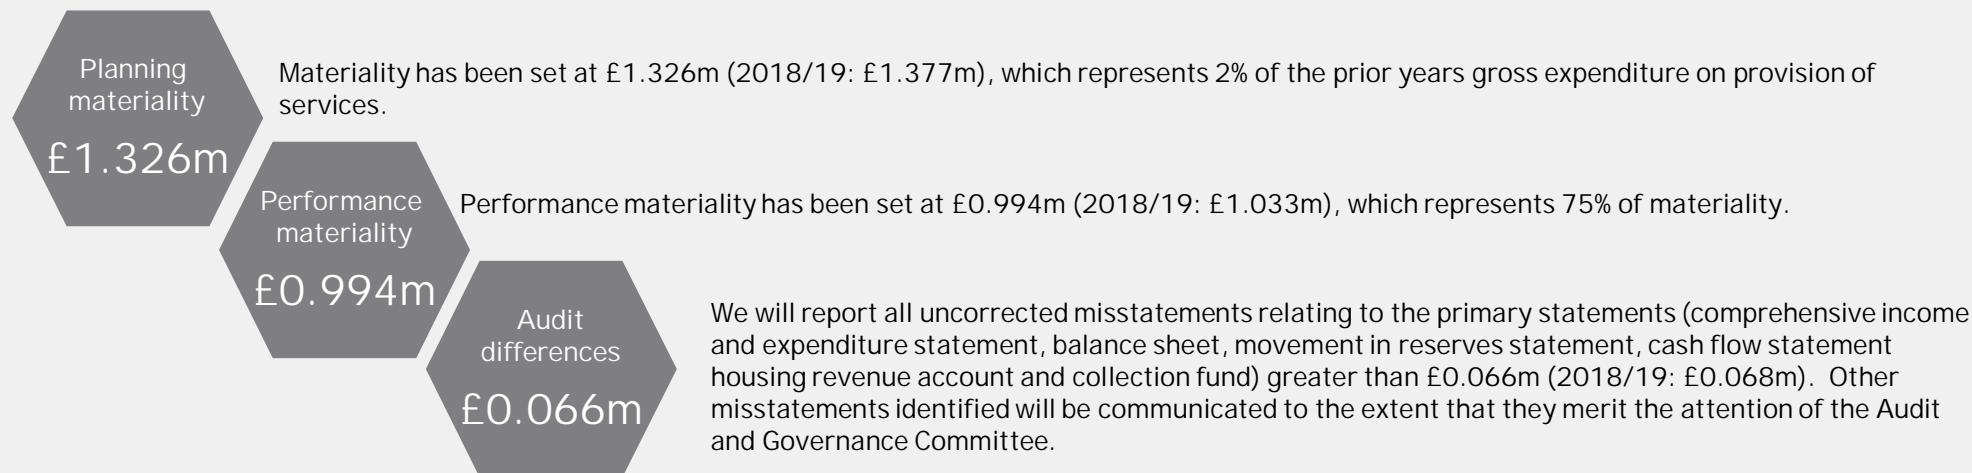 Planning
materiality
£1.326m
Materiality has been set at £1.326m (2018/19: £1.377m), which represents 2% of the prior years gross expenditure on provision of
services.
Performance
materiality
£0.994m
Performance materiality has been set at £0.994m (2018/19: £1.033m), which represents 75% of materiality.
Audit
differences
£0.066m
We will report all uncorrected misstatements relating to the primary statements (comprehensive income
and expenditure statement, balance sheet, movement in reserves statement, cash flow statement
housing revenue account and collection fund) greater than £0.066m (2018/19: £0.068m). Other
misstatements identified will be communicated to the extent that they merit the attention of the Audit
and Governance Committee.